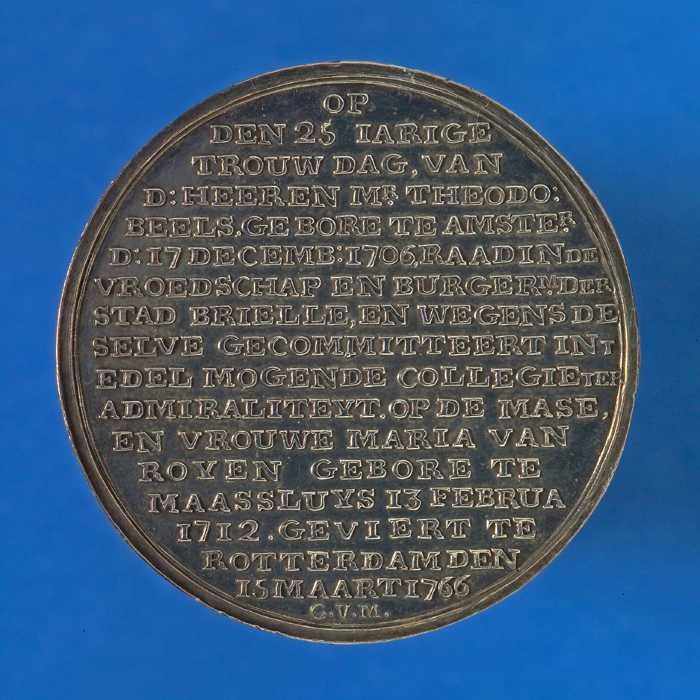 OP
DEN 25 IARIGE
TROUW DAG, VAN
D: HEEREN Mr. THEODO:
BEELS. GEBORE TE AMSTEr.
D: 17 DECEMB: 1706, RAAD IN DE
VROEDSCHAP EN BURGERM. DER
STAD BRIELLE, EN WEGENS DE
SELVE GECOMMITTEERT INT
EDEL MOGENDE COLLEGIE TER
ADMIRALITEYT. OP DE MASE,
EN VROUWE MARIA VAN
ROYEN GEBORE TE
MAASSLUYS 13 FEBRUA
1712. GEVIERT TE
ROTTERDAM DEN
15 MAART 1766
C.V.M.